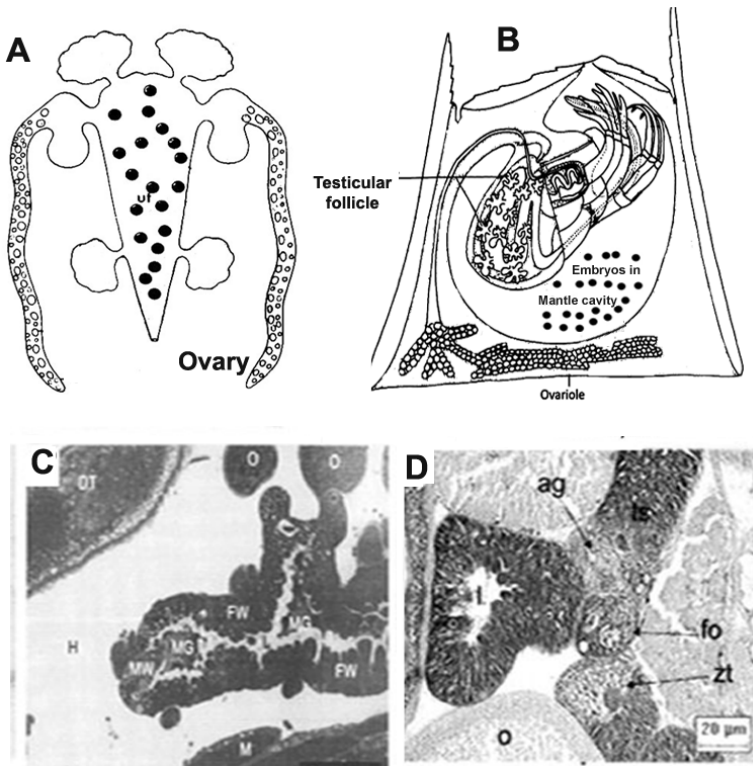 A
ut
Ovary
B
Testicular
follicle
Embryos in
Mantle cavity
Ovariole
C
OT
O
O
FW
MG
MG
H
MW
FW
M
D
ag
ts
L
fo
zt
o
20 µm